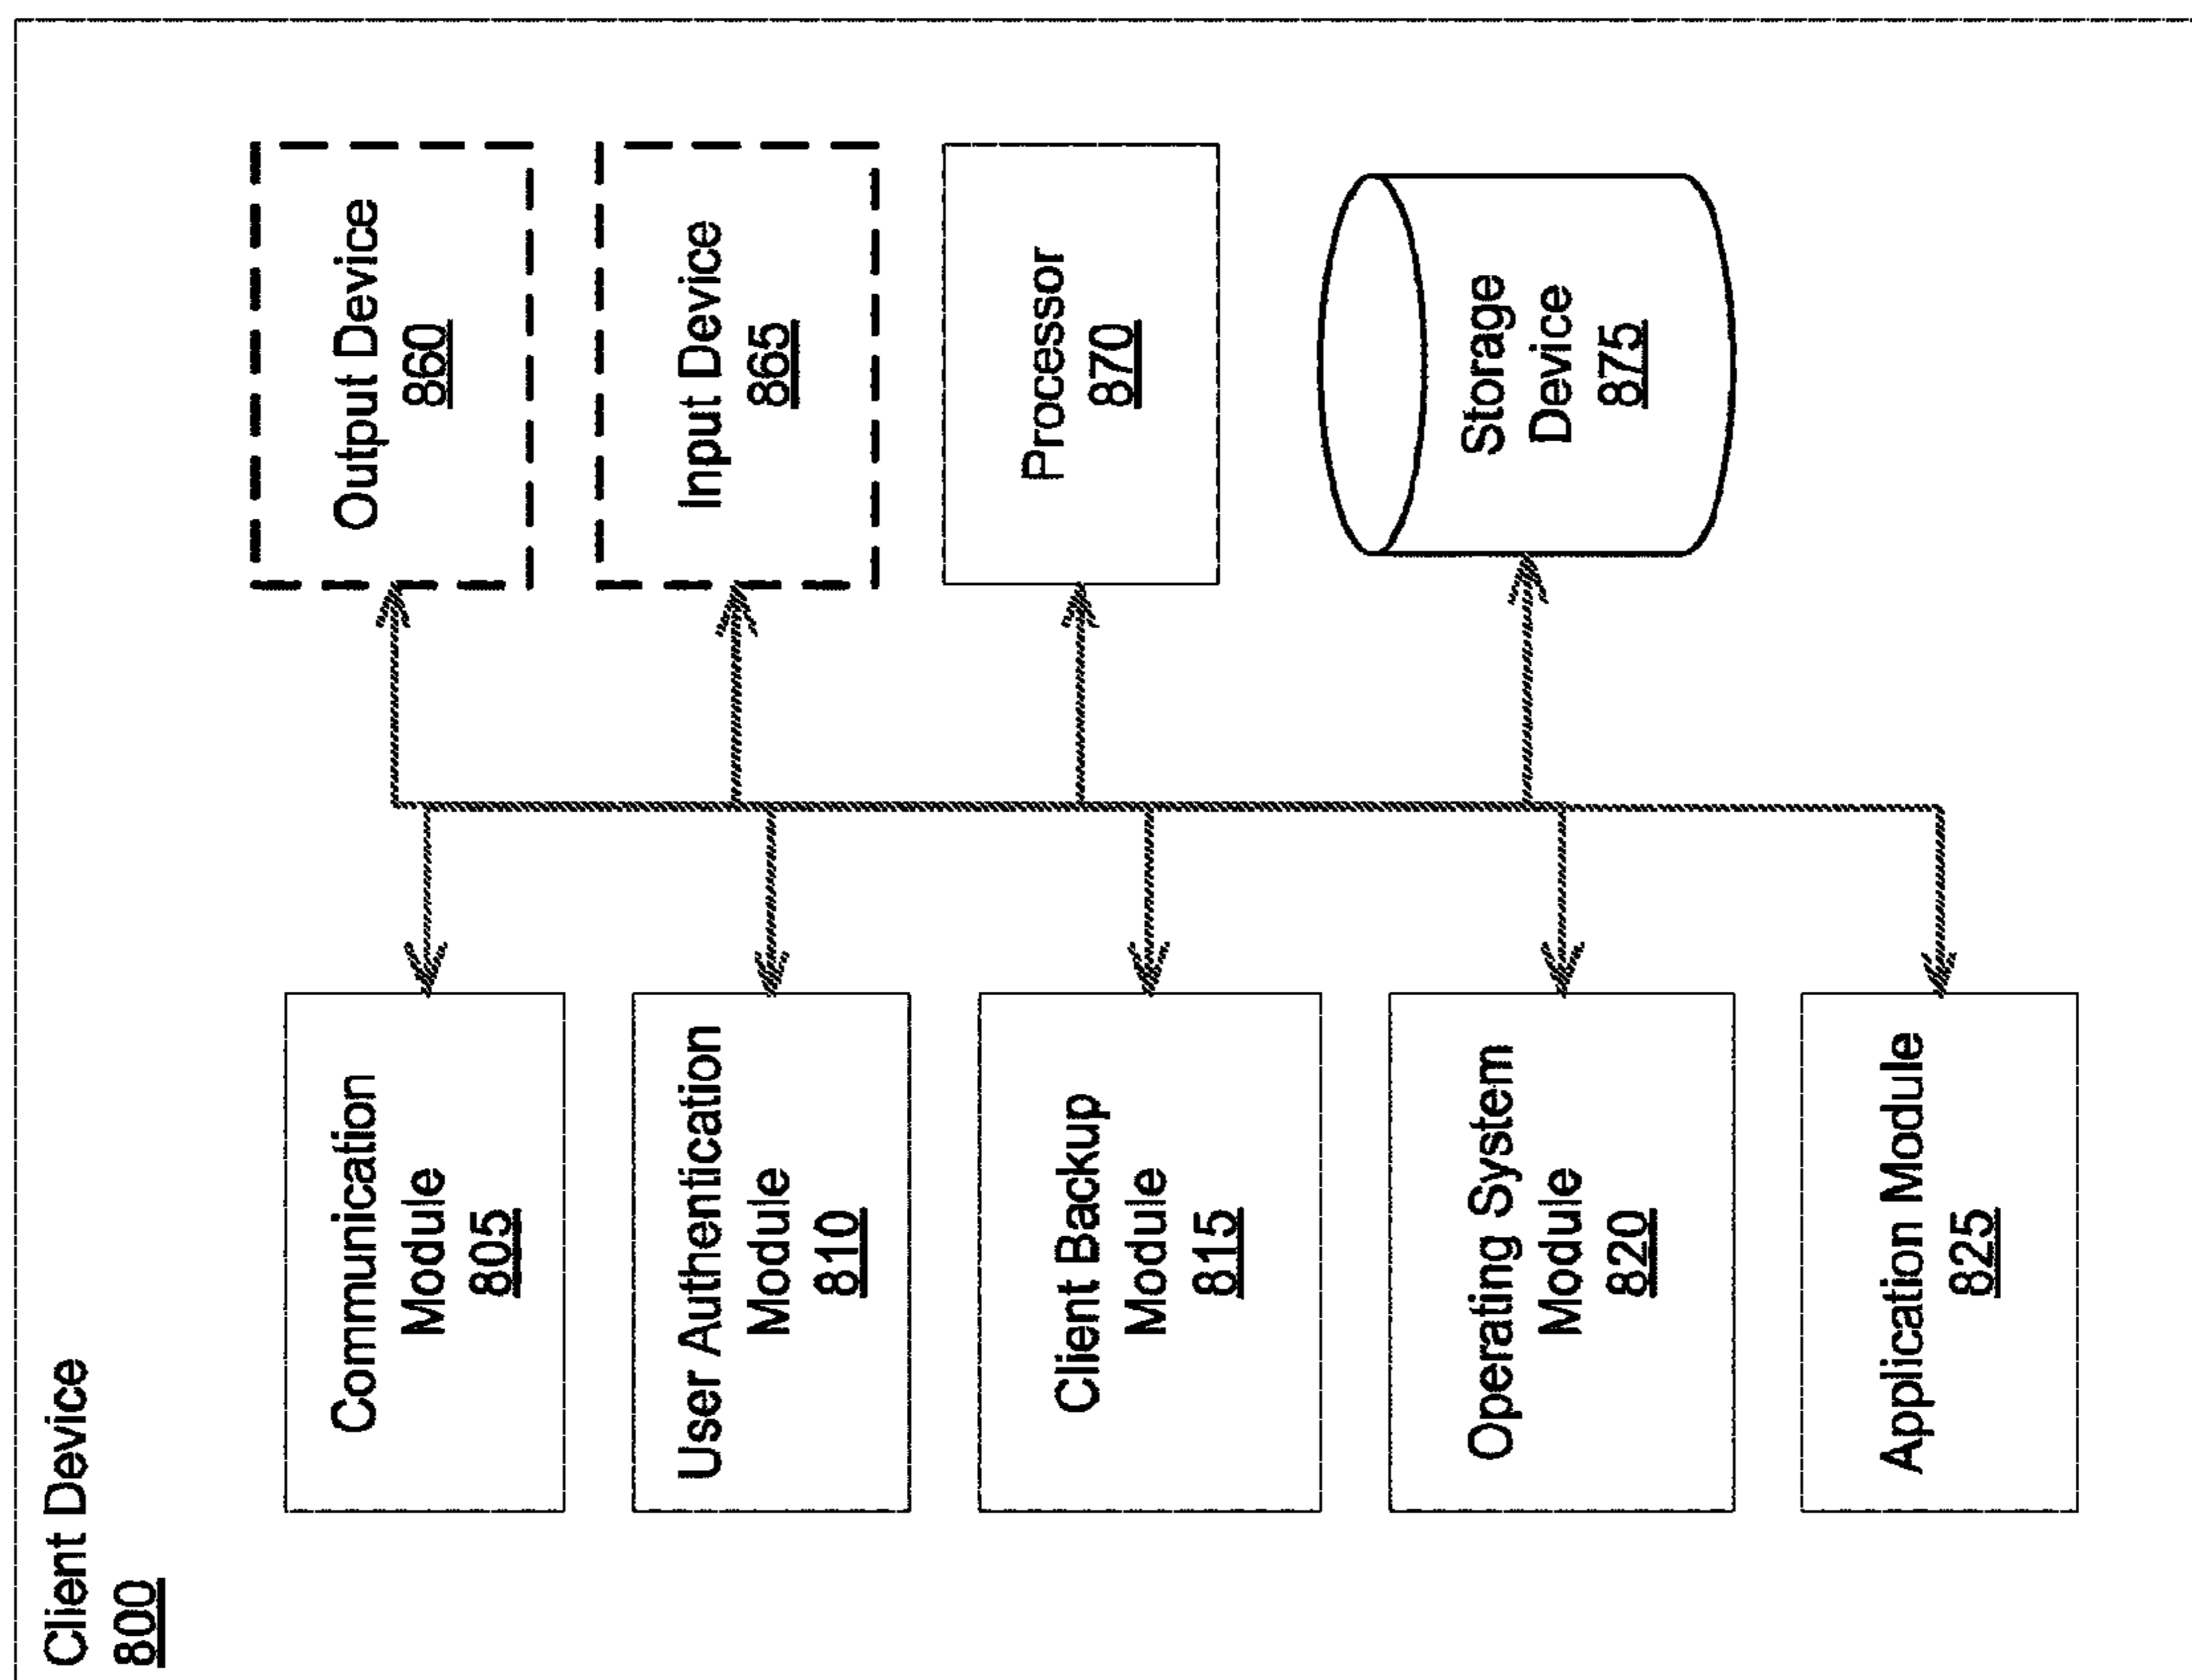 Client Device
800
Communication
Module
805
User Authentication
Module
810
Client Backup
Module
815
Operating System
Module
820
Application Module
825
Output Device
860
Input Device
865
Processor
870
Storage
Device
875